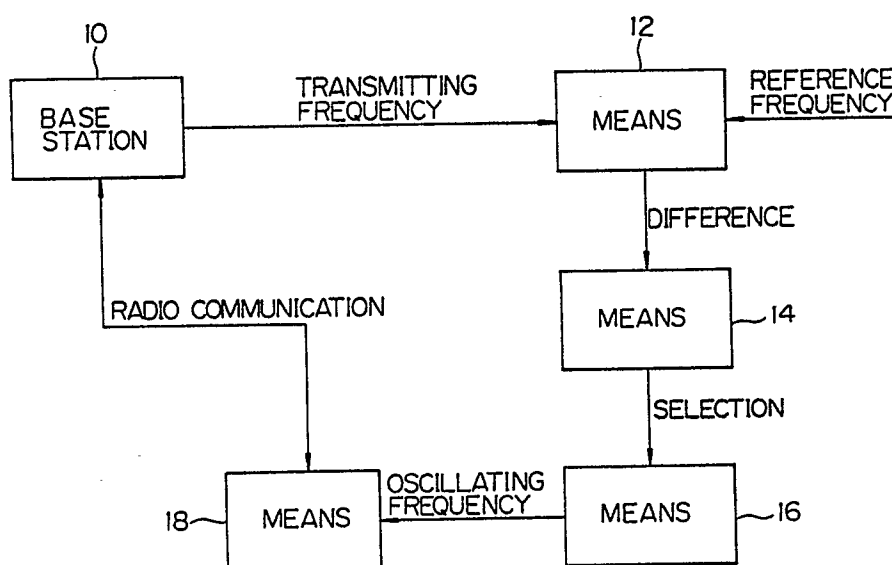 10
BASE
STATION
TRANSMITTING
FREQUENCY
12
MEANS
REFERENCE
FREQUENCY
DIFFERENCE
MEANS
14
RADIO COMMUNICATION
SELECTION
18
MEANS
OSCILLATING
FREQUENCY
MEANS
16